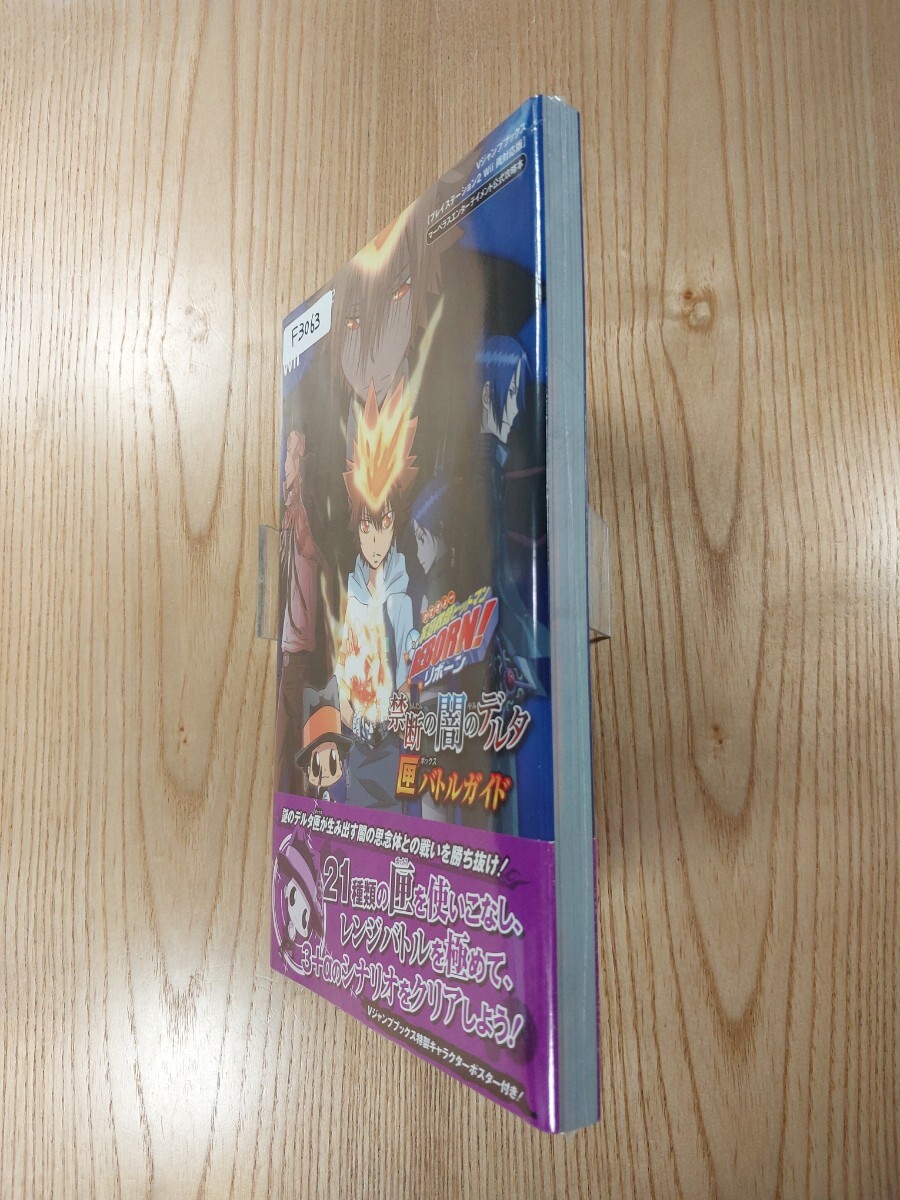 Vジャンプブックス
[プレイステーション2 Wii 両対応版]
マーベラスエンターテイメント公式攻略本
F3063
Wii
家庭教師ヒットマン
REBORN!
リボーン
禁断の闇のデルタ
匣バトルガイド
ボックス
謎のデルタ匣が生み出す闇の思念体との戦いを勝ち抜け!
21種類の匣を使いこなし、
レンジバトルを極めて、
3+αのシナリオをクリアしよう!
Vジャンプブックス特製キャラクターポスター付き!